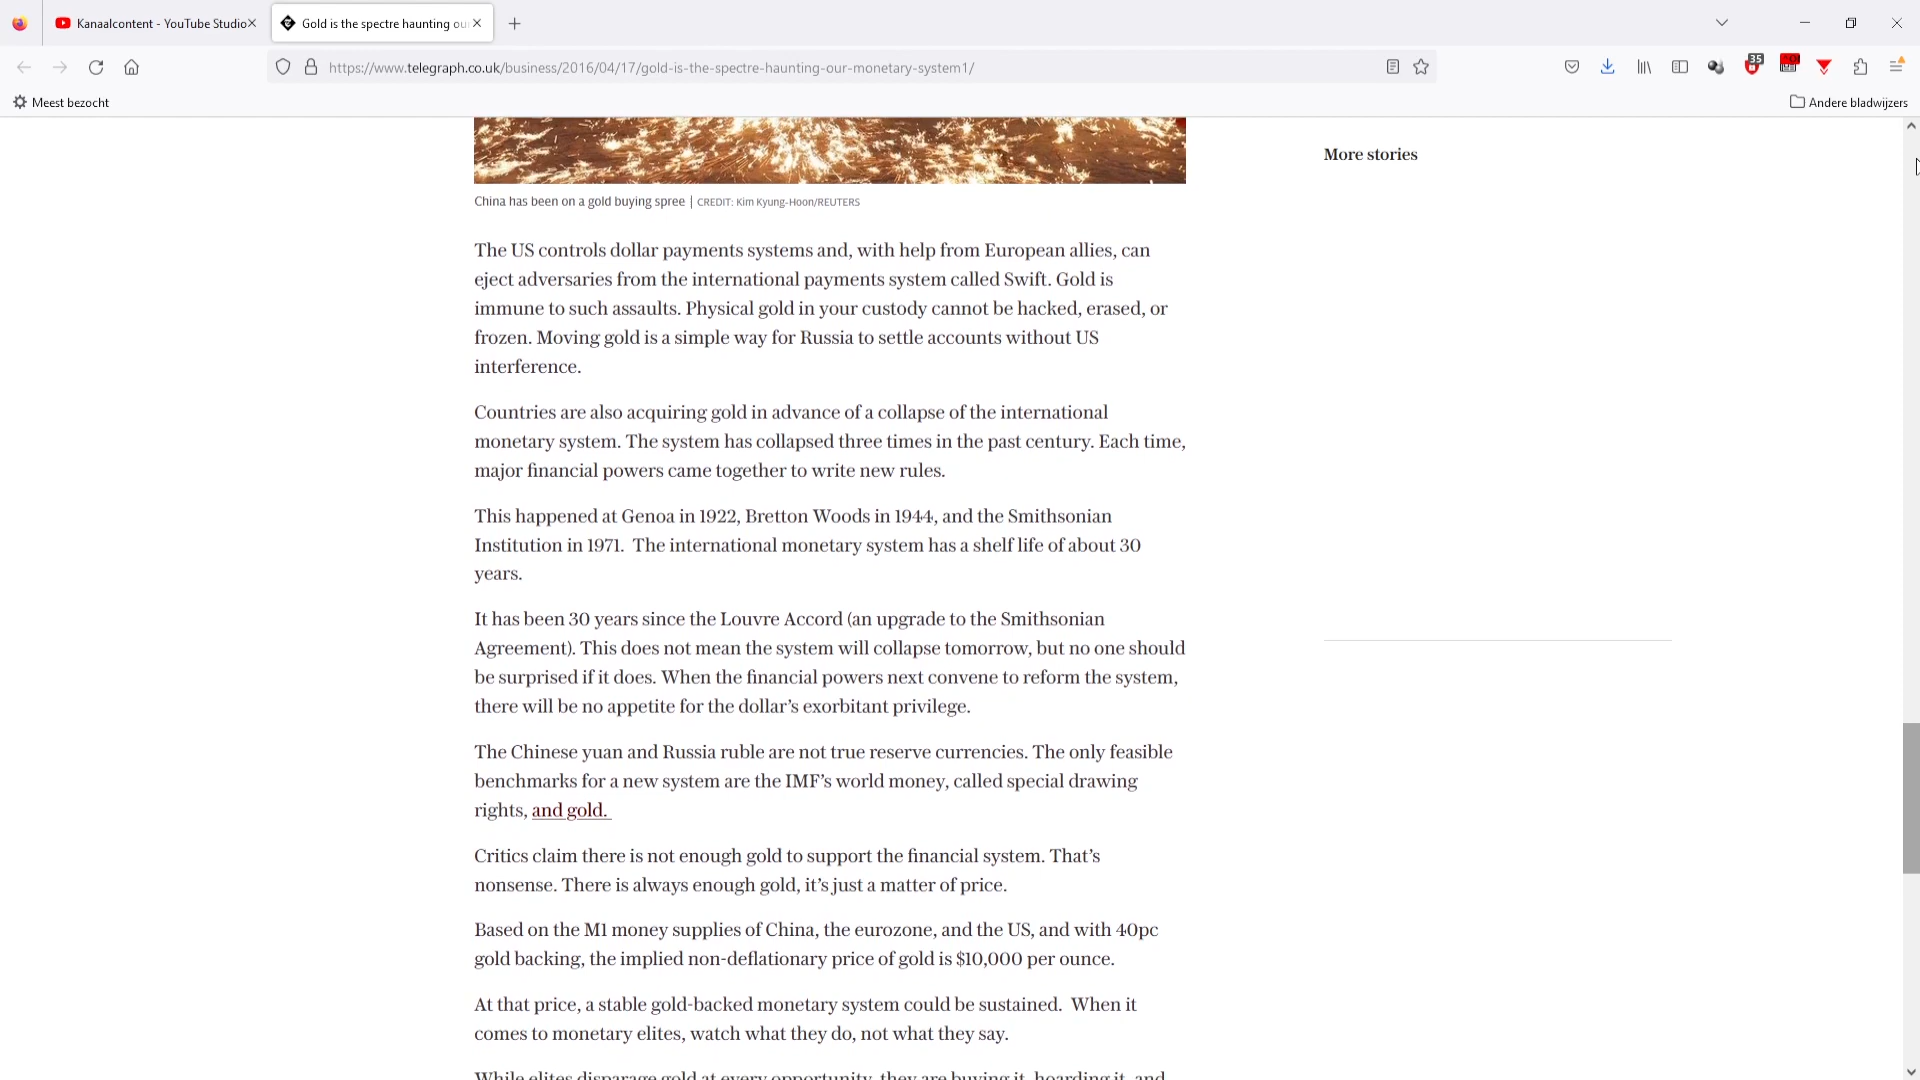 Kanaalcontent - YouTube Studio
Gold is the spectre haunting ou
https://www.telegraph.co.uk/business/2016/04/17/gold-is-the-spectre-haunting-our-monetary-system1/
35
Meest bezocht
Andere bladwijzers
More stories
China has been on a gold buying spree | CREDIT: Kim Kyung-Hoon/REUTERS
The US controls dollar payments systems and, with help from European allies, can
eject adversaries from the international payments system called Swift. Gold is
immune to such assaults. Physical gold in your custody cannot be hacked, erased, or
frozen. Moving gold is a simple way for Russia to settle accounts without US
interference.
Countries are also acquiring gold in advance of a collapse of the international
monetary system. The system has collapsed three times in the past century. Each time,
major financial powers came together to write new rules.
This happened at Genoa in 1922, Bretton Woods in 1944, and the Smithsonian
Institution in 1971.  The international monetary system has a shelf life of about 30
years.
It has been 30 years since the Louvre Accord (an upgrade to the Smithsonian
Agreement). This does not mean the system will collapse tomorrow, but no one should
be surprised if it does. When the financial powers next convene to reform the system,
there will be no appetite for the dollar’s exorbitant privilege.
The Chinese yuan and Russia ruble are not true reserve currencies. The only feasible
benchmarks for a new system are the IMF’s world money, called special drawing
rights, and gold.
Critics claim there is not enough gold to support the financial system. That’s
nonsense. There is always enough gold, it’s just a matter of price.
Based on the M1 money supplies of China, the eurozone, and the US, and with 40pc
gold backing, the implied non-deflationary price of gold is $10,000 per ounce.
At that price, a stable gold-backed monetary system could be sustained.  When it
comes to monetary elites, watch what they do, not what they say.
While elites disparage gold at every opportunity, they are buying it, hoarding it, and